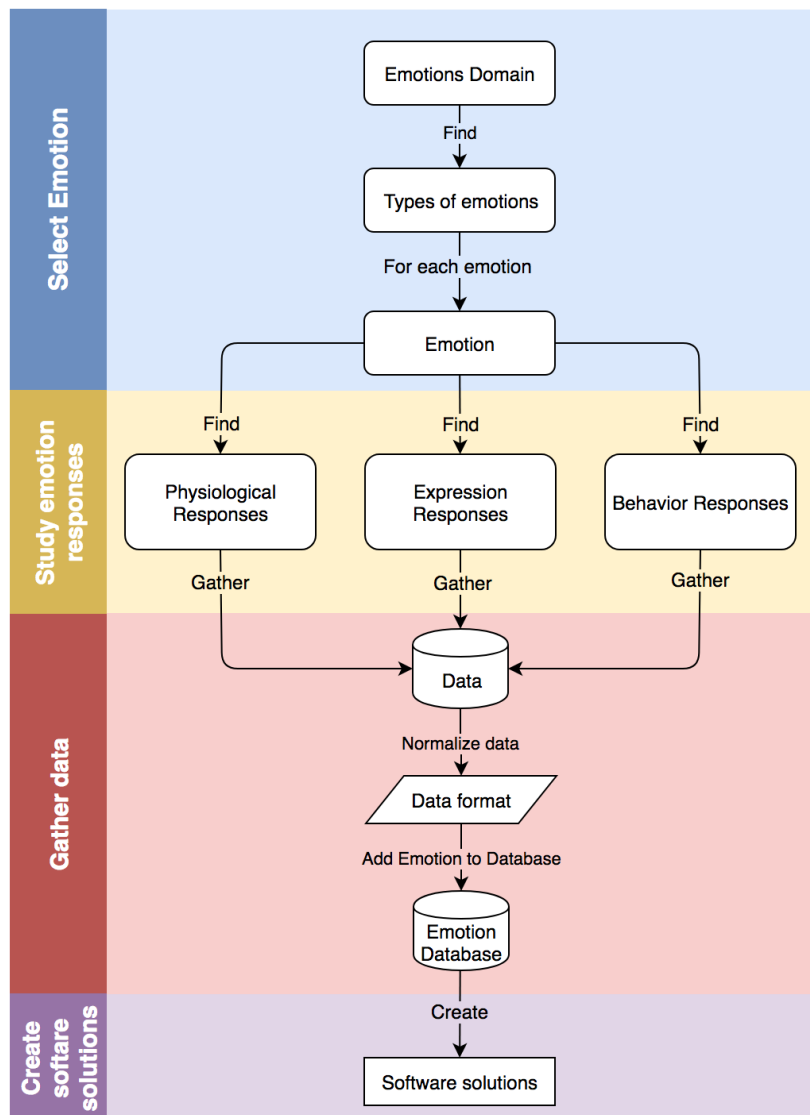 Select Emotion
Emotions Domain
Find
Types of emotions
For each emotion
Emotion
Study emotion
responses
Find
Find
Find
Physiological
Responses
Expression
Responses
Behavior Responses
Gather
Gather
Gather
Gather data
Data
Normalize data
Data format
Add Emotion to Database
Emotion
Database
Create
softare
solutions
Create
Software solutions